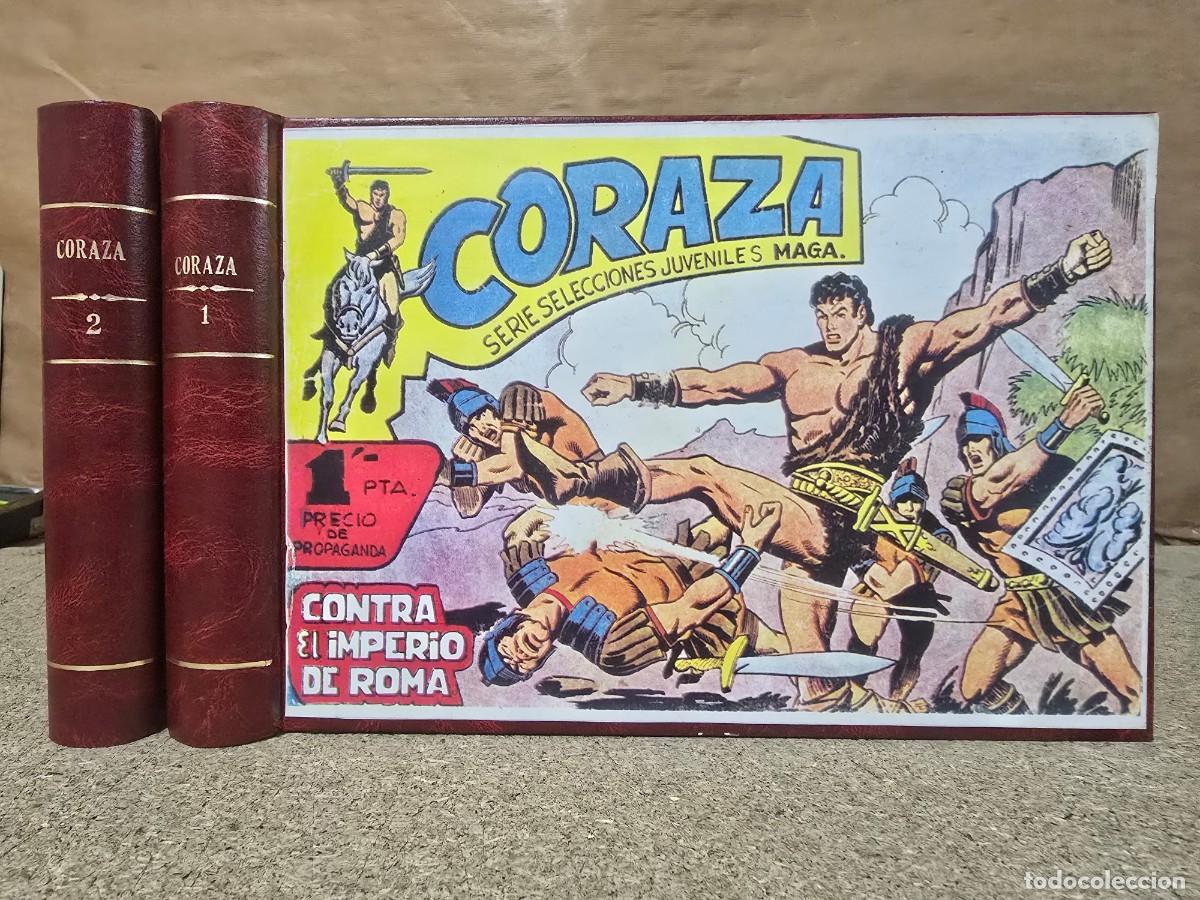 CORAZA
2
CORAZA
1
CORAZA
SERIE SELECCIONES JUVENILES MAGA.
1'- PTA.
PRECIO
DE
PROPAGANDA
CONTRA
EL IMPERIO
DE ROMA
todocoleccion